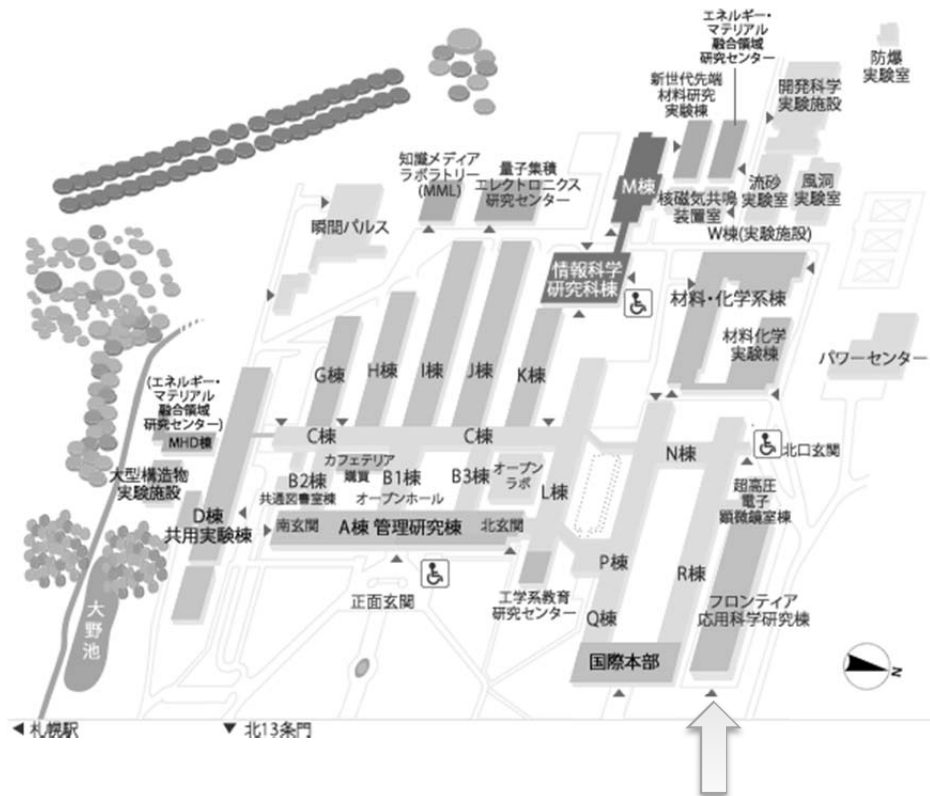 エネルギー・
マテリアル
融合領域
研究センター
防爆
実験室
新世代先端
材料研究
実験棟
開発科学
実験施設
知識メディア
ラボラトリー
(MML)
量子集積
エレクトロニクス
研究センター
M棟
核磁気共鳴
装置室
流砂
実験室
風洞
実験室
W棟(実験施設)
瞬間パルス
情報科学
研究科棟
材料・化学系棟
材料化学
実験棟
パワーセンター
G棟
H棟
I棟
J棟
K棟
(エネルギー・
マテリアル
融合領域
研究センター)
MHD棟
C棟
C棟
N棟
北口玄関
大型構造物
実験施設
カフェテリア
購買
B2棟
共通図書室棟
B1棟
オープンホール
B3棟
オープン
ラボ
L棟
超高圧
電子
顕微鏡室棟
D棟
共用実験棟
南玄関
A棟 管理研究棟
北玄関
P棟
R棟
正面玄関
工学系教育
研究センター
Q棟
フロンティア
応用科学研究棟
大野池
国際本部
N
札幌駅
北13条門